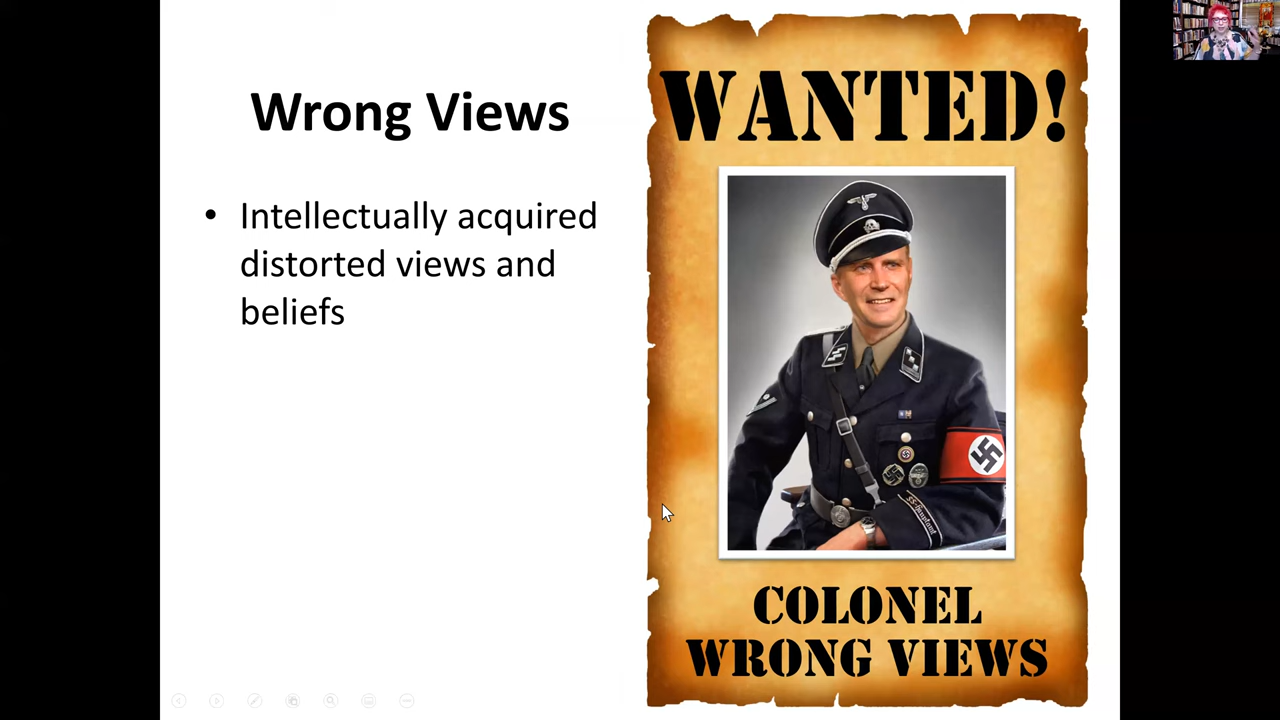 Wrong Views
• Intellectually acquired
distorted views and
beliefs
WANTED!
COLONEL
WRONG VIEWS